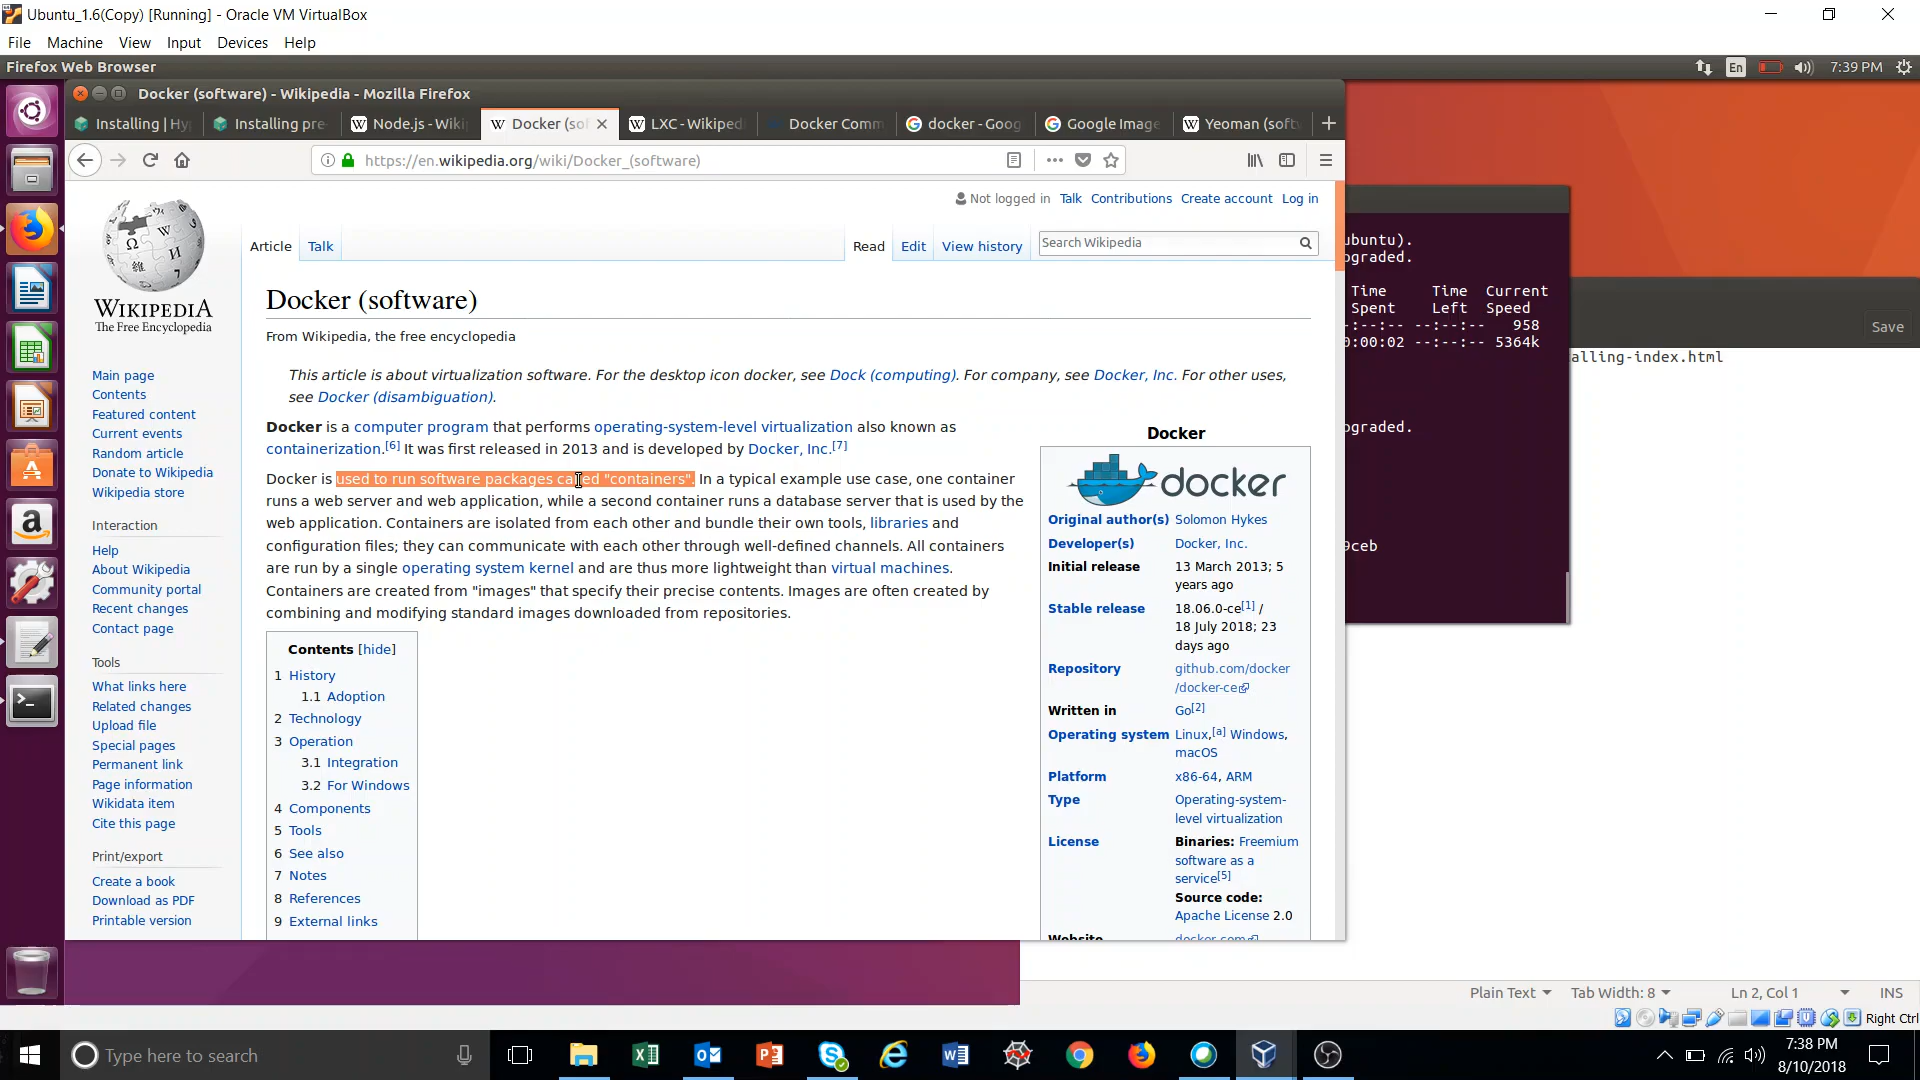 Ubuntu_1.6(Copy) [Running] - Oracle VM VirtualBox
File Machine View Input Devices Help
Firefox Web Browser
En
7:39 PM
Docker (software) - Wikipedia - Mozilla Firefox
Installing | Hy
Installing pre
Node.js - Wiki
Docker (so
LXC - Wikiped
Docker Comm
docker - Goog
Google Image
Yeoman (soft
https://en.wikipedia.org/wiki/Docker_(software)
Not logged in Talk Contributions Create account Log in
Article Talk Read Edit View history Search Wikipedia
WIKIPEDIA
The Free Encyclopedia
Main page
Contents
Featured content
Current events
Random article
Donate to Wikipedia
Wikipedia store
Interaction
Help
About Wikipedia
Community portal
Recent changes
Contact page
Tools
What links here
Related changes
Upload file
Special pages
Permanent link
Page information
Wikidata item
Cite this page
Print/export
Create a book
Download as PDF
Printable version
Docker (software)
From Wikipedia, the free encyclopedia
This article is about virtualization software. For the desktop icon docker, see Dock (computing). For company, see Docker, Inc. For other uses,
see Docker (disambiguation).
Docker is a computer program that performs operating-system-level virtualization also known as
containerization.[6] It was first released in 2013 and is developed by Docker, Inc.[7]
Docker is used to run software packages called "containers". In a typical example use case, one container
runs a web server and web application, while a second container runs a database server that is used by the
web application. Containers are isolated from each other and bundle their own tools, libraries and
configuration files; they can communicate with each other through well-defined channels. All containers
are run by a single operating system kernel and are thus more lightweight than virtual machines.
Containers are created from "images" that specify their precise contents. Images are often created by
combining and modifying standard images downloaded from repositories.
Contents [hide]
1 History
1.1 Adoption
2 Technology
3 Operation
3.1 Integration
3.2 For Windows
4 Components
5 Tools
6 See also
7 Notes
8 References
9 External links
Docker
docker
Original author(s) Solomon Hykes
Developer(s) Docker, Inc.
Initial release 13 March 2013; 5
years ago
Stable release 18.06.0-ce[1] /
18 July 2018; 23
days ago
Repository github.com/docker
/docker-ce
Written in Go[2]
Operating system Linux,[a] Windows,
macOS
Platform x86-64, ARM
Type Operating-system-
level virtualization
License Binaries: Freemium
software as a
service[5]
Source code:
Apache License 2.0
Website docker.com
ubuntu).
ograded.
Time Time Current
Spent Left Speed
-:--:-- --:--:-- 958
0:00:02 --:--:-- 5364k
ograded.
9ceb
Save
alling-index.html
Plain Text Tab Width: 8 Ln 2, Col 1 INS
Right Ctrl
Type here to search
7:38 PM
8/10/2018